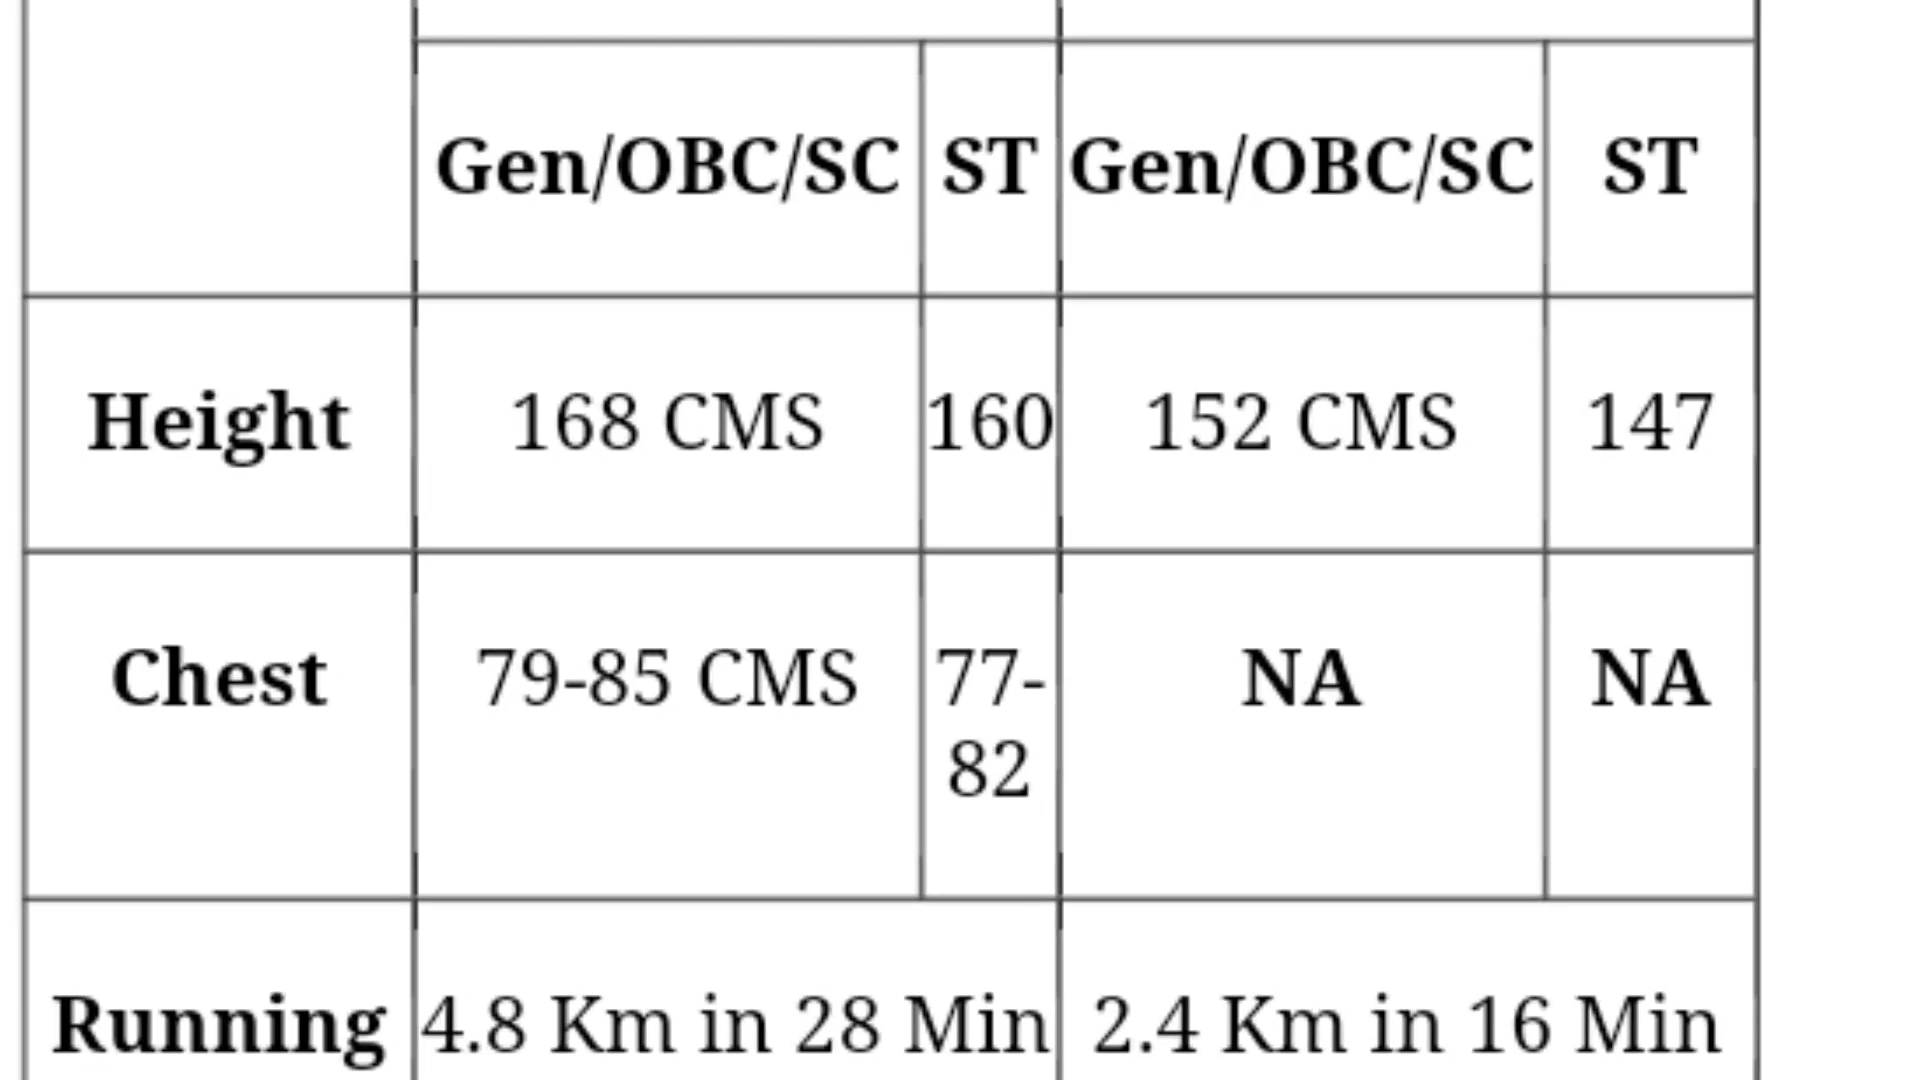 Gen/OBC/SC ST Gen/OBC/SC ST
Height 168 CMS 160 152 CMS 147
Chest 79-85 CMS 77- NA NA
82
Running 4.8 Km in 28 Min 2.4 Km in 16 Min